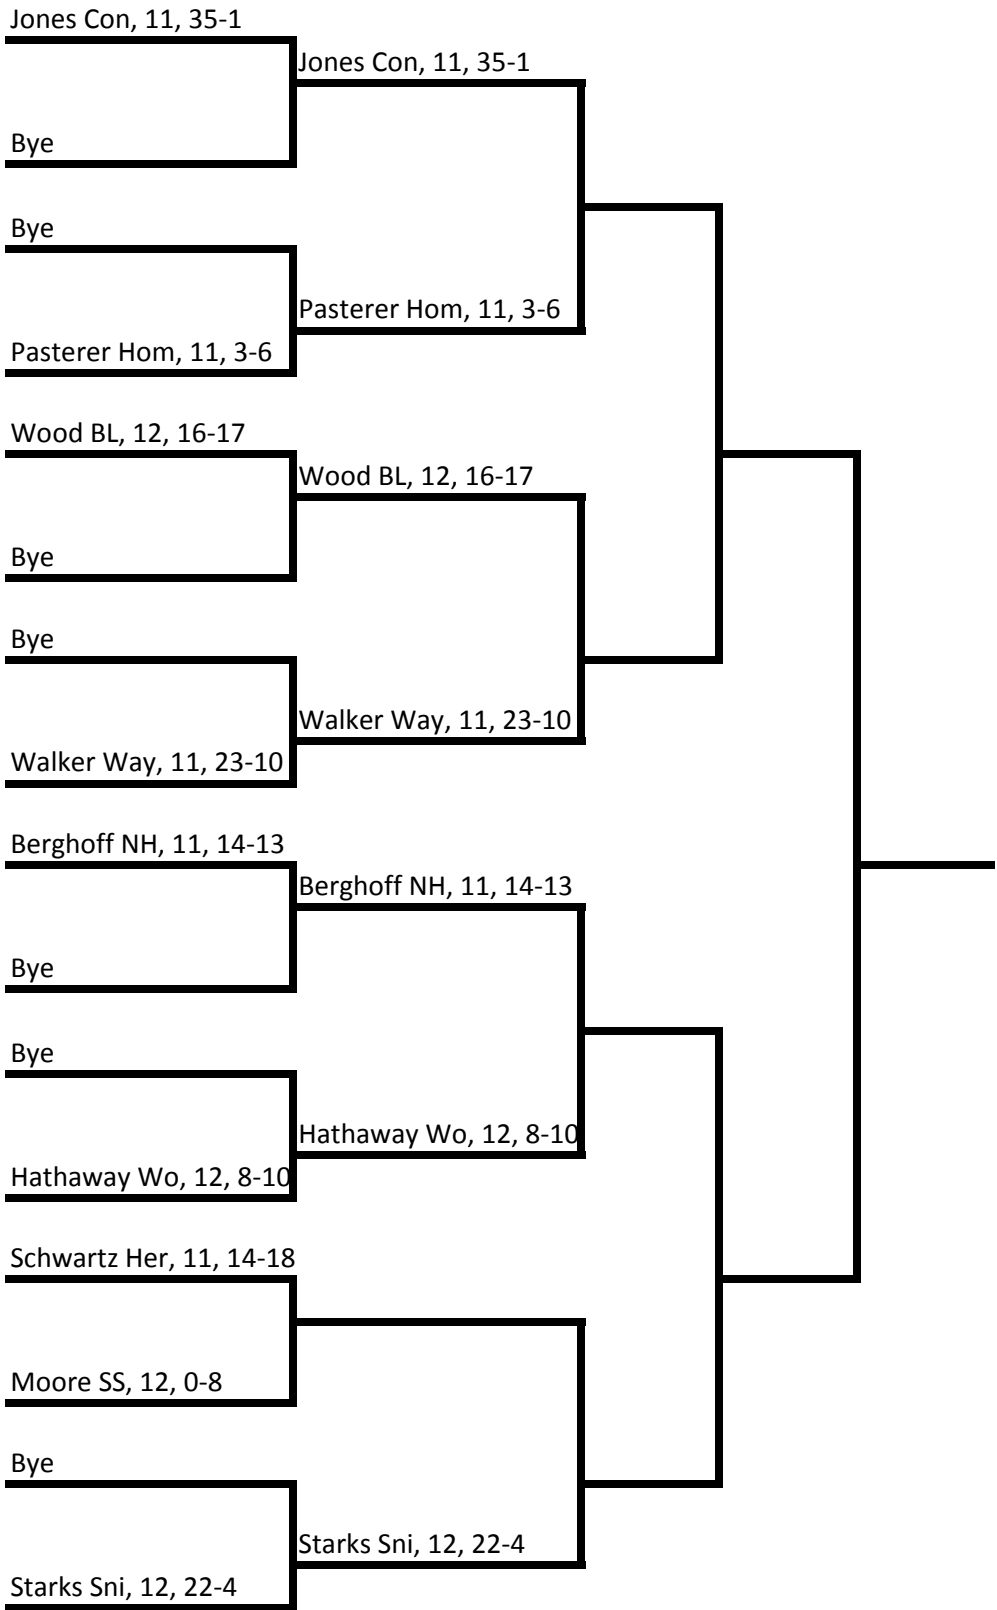 Jones Con, 11, 35-1
Jones Con, 11, 35-1
Bye
Bye
Pasterer Hom, 11, 3-6
Pasterer Hom, 11, 3-6
Wood BL, 12, 16-17
Wood BL, 12, 16-17
Bye
Bye
Walker Way, 11, 23-10
Walker Way, 11, 23-10
Berghoff NH, 11, 14-13
Berghoff NH, 11, 14-13
Bye
Bye
Hathaway Wo, 12, 8-10
Hathaway Wo, 12, 8-10
Schwartz Her, 11, 14-18
Moore SS, 12, 0-8
Bye
Starks Sni, 12, 22-4
Starks Sni, 12, 22-4